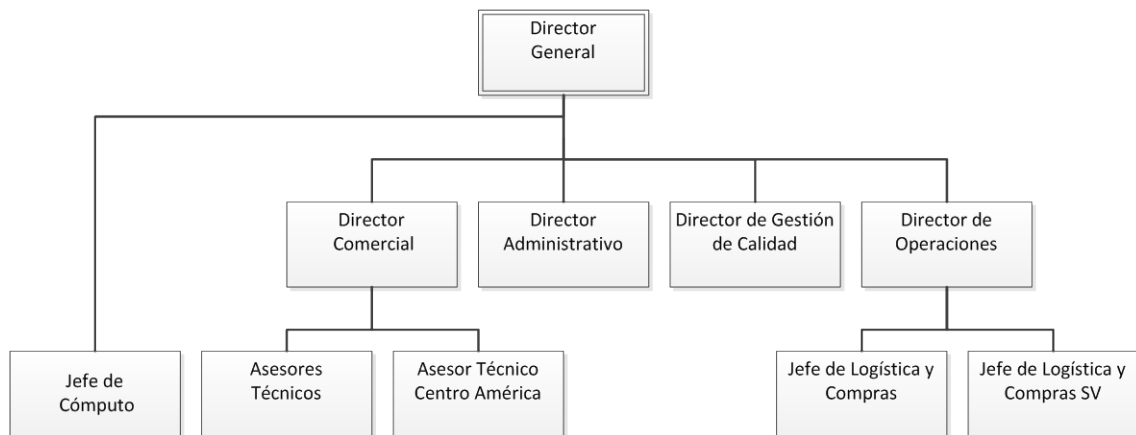 Director
General
Director
Comercial
Director
Administrativo
Director de Gestión
de Calidad
Director de
Operaciones
Jefe de
Cómputo
Asesores
Técnicos
Asesor Técnico
Centro América
Jefe de Logística y
Compras
Jefe de Logística y
Compras SV